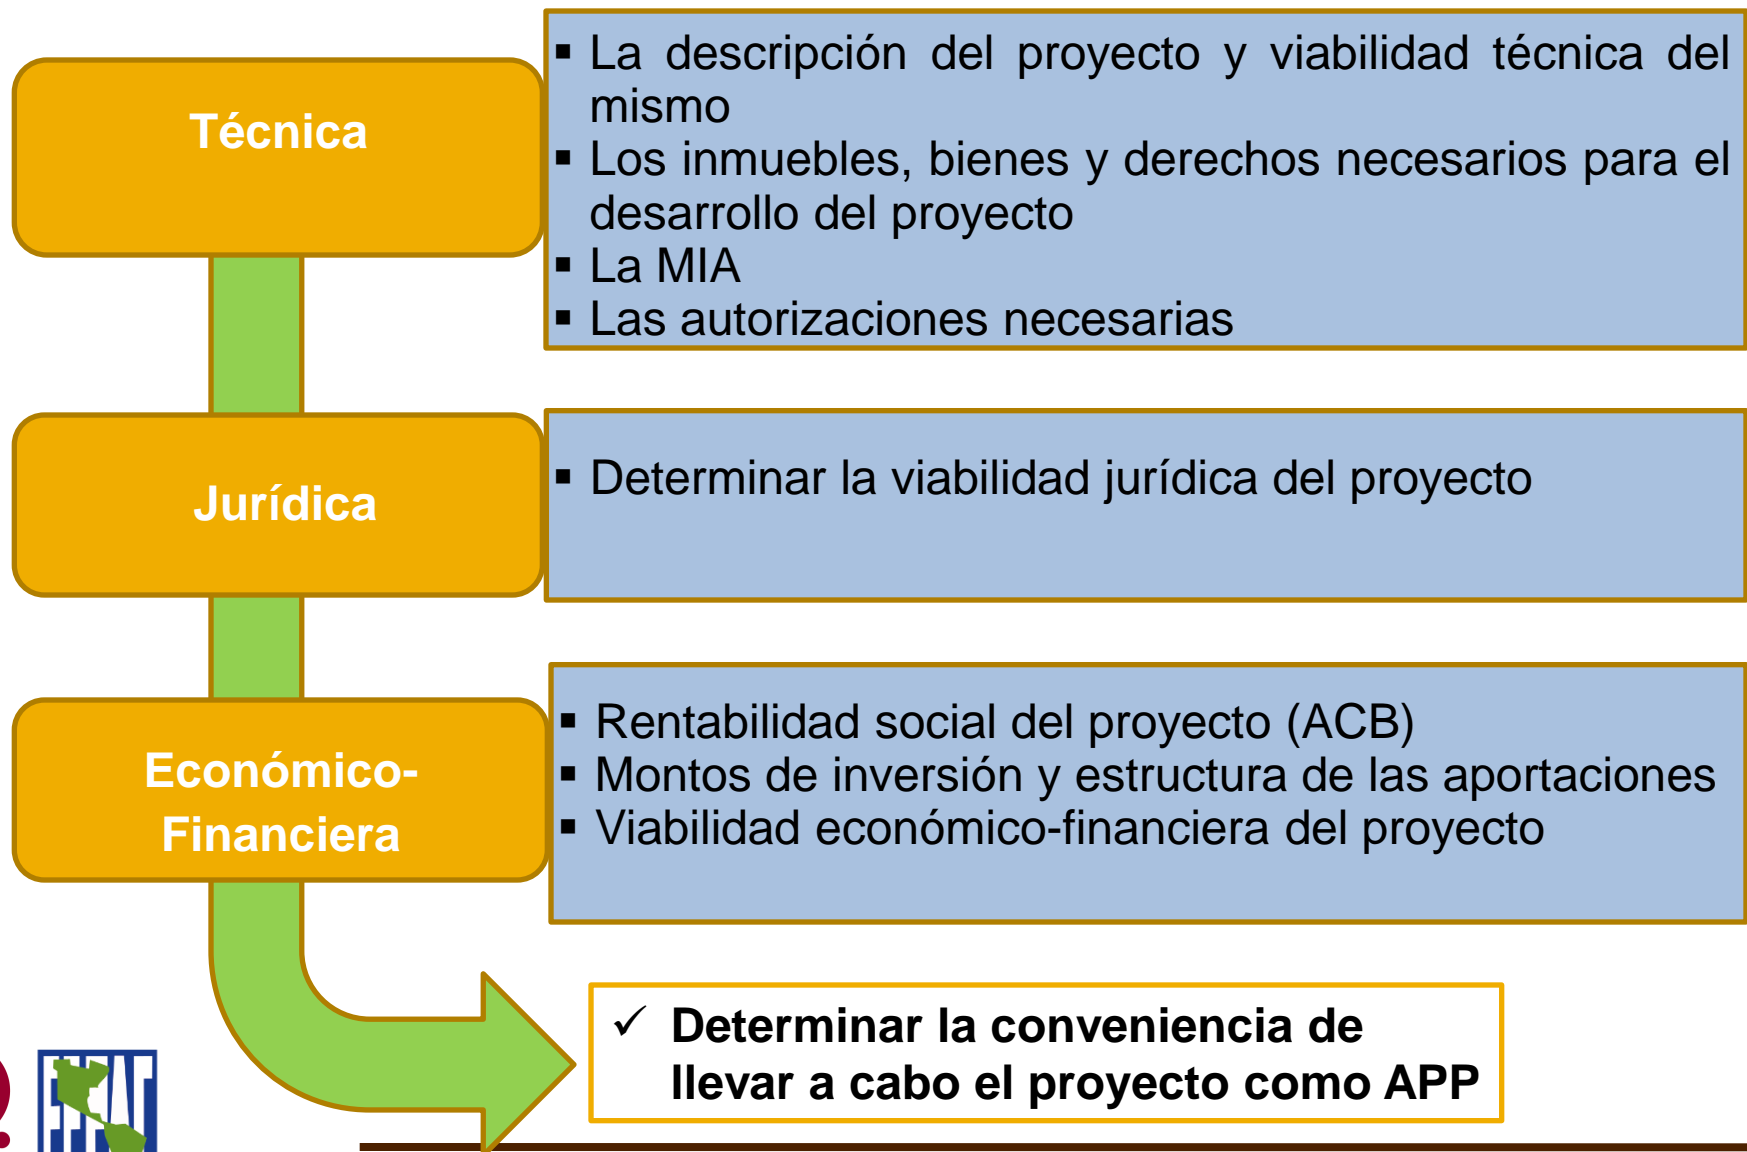 Técnica
▪ La descripción del proyecto y viabilidad técnica del
mismo
▪ Los inmuebles, bienes y derechos necesarios para el
desarrollo del proyecto
▪ La MIA
▪ Las autorizaciones necesarias
Jurídica
▪ Determinar la viabilidad jurídica del proyecto
Económico-
Financiera
▪ Rentabilidad social del proyecto (ACB)
▪ Montos de inversión y estructura de las aportaciones
▪ Viabilidad económico-financiera del proyecto
✓ Determinar la conveniencia de
llevar a cabo el proyecto como APP